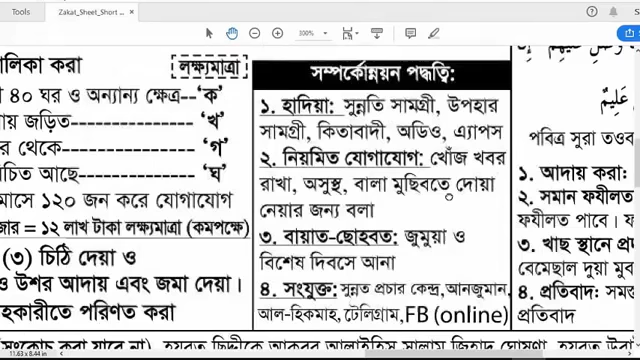 Tools
Zakat_Sheet_Short ...
300%
ালিকা করা
লক্ষ্যমাত্রা
৪০ ঘর ও অন্যান্য ক্ষেত্র--‘ক’
ায় জড়িত---------------‘খ’
র থেকে----------------‘গ’
চিত আছে--------------‘ঘ’
মাসে ১২০ জন করে যোগাযোগ
জার = ১২ লাখ টাকা লক্ষ্যমাত্রা (কমপক্ষে)
(৩) চিঠি দেয়া ও
ও উশর আদায় এবং জমা দেয়া।
হকারীতে পরিণত করা
সম্পর্কোন্নয়ন পদ্ধতি:
১. হাদিয়া: সুন্নতি সামগ্রী, উপহার
সামগ্রী, কিতাবাদী, অডিও, এ্যাপস
২. নিয়মিত যোগাযোগ: খোঁজ খবর
রাখা, অসুস্থ, বালা মুছিবতে দোয়া
নেয়ার জন্য বলা
৩. বায়াত-ছোহবত: জুমুয়া ও
বিশেষ দিবসে আনা
৪. সংযুক্ত: সুন্নত প্রচার কেন্দ্র, আনজুমান,
আল-হিকমাহ, টেলিগ্রাম, FB (online)
عَلِيْمٌ
পবিত্র সুরা তওব
১. আদায় করা:
২. সমান ফযীলত
ফযীলত পাবে। ফ
৩. খাছ স্থানে প্র
বেমেছাল দুয়া মুব
৪. প্রতিবাদ: সমস্ত
প্রতিবাদ
11.63 x 8.44 in